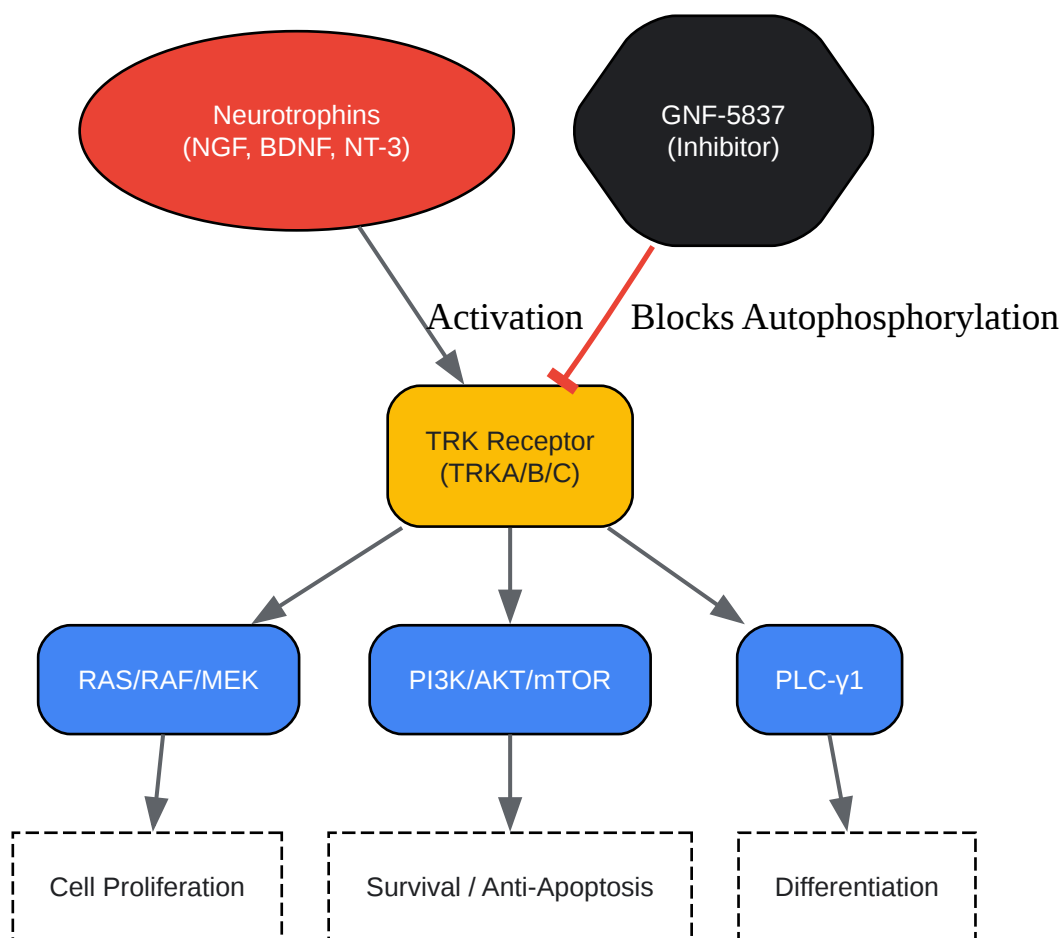 Neurotrophins
(NGF, BDNF, NT-3)
GNF-5837
(Inhibitor)
Activation
Blocks Autophosphorylation
TRK Receptor
(TRKA/B/C)
RAS/RAF/MEK
PI3K/AKT/mTOR
PLC-γ1
Cell Proliferation
Survival / Anti-Apoptosis
Differentiation